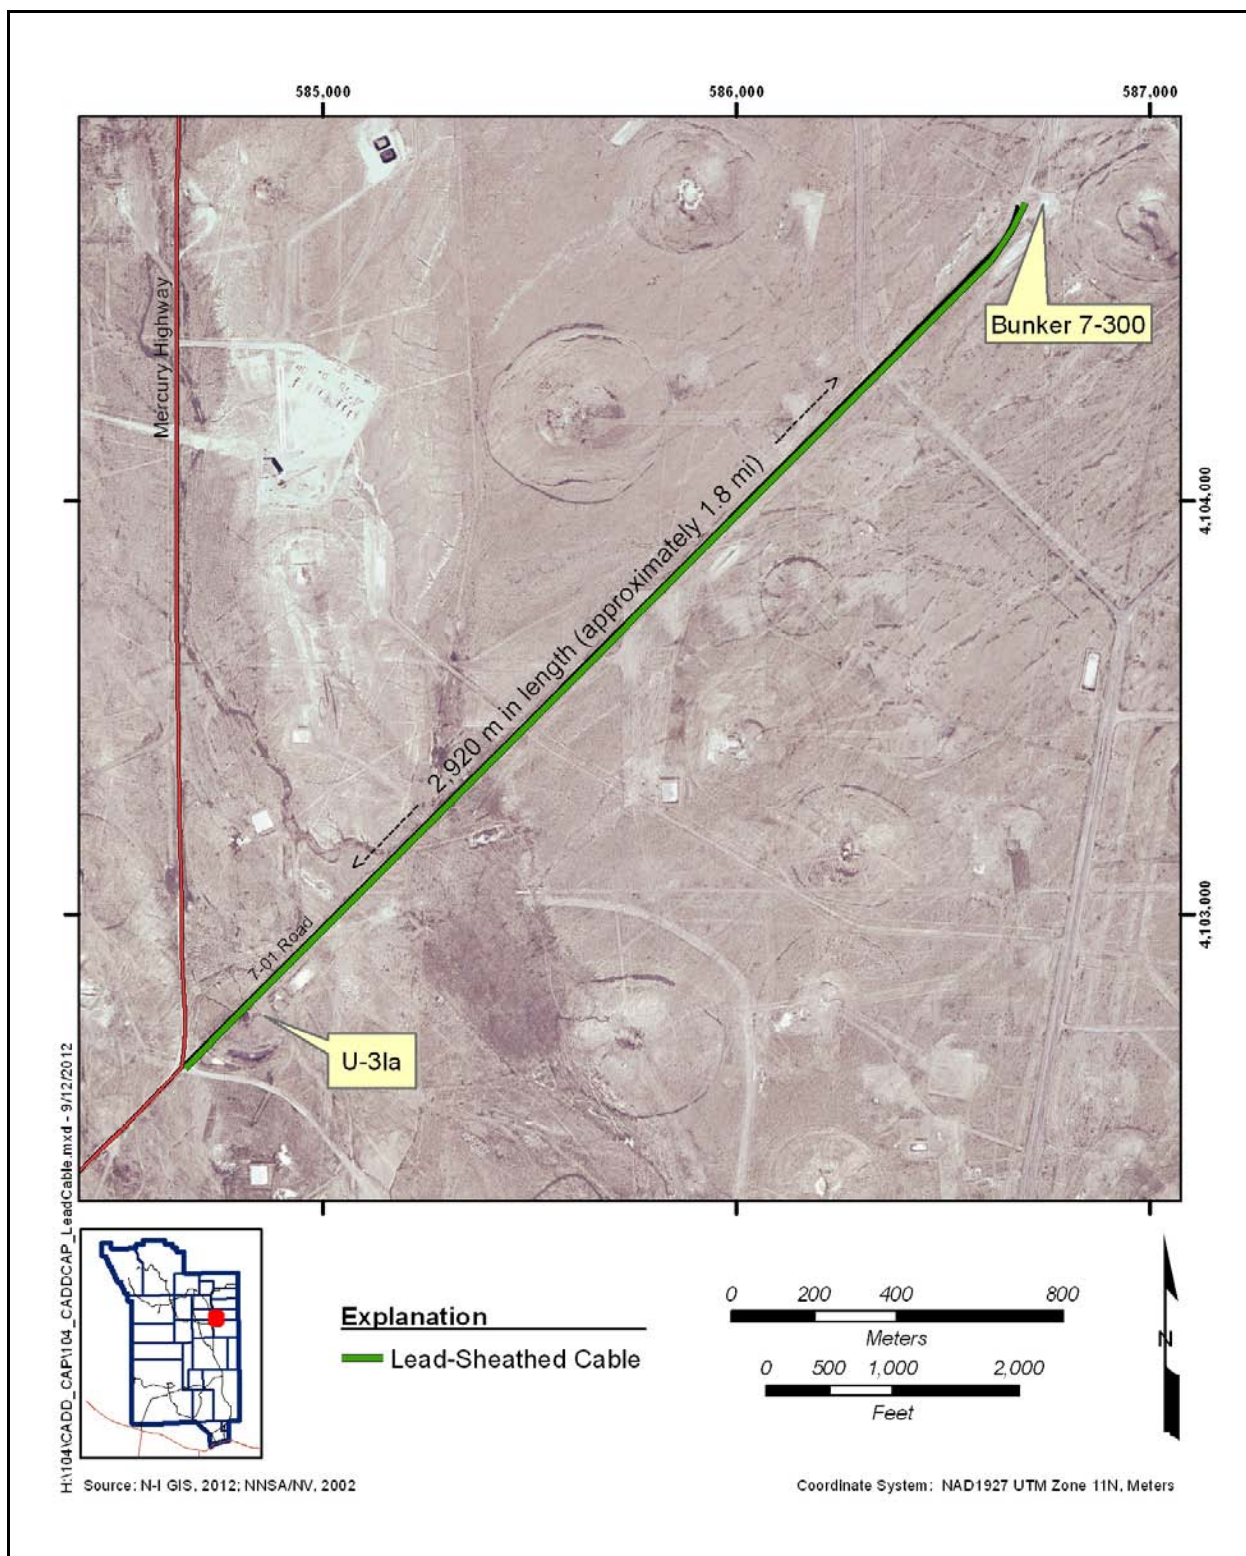 585,000 586,000 587,000
Mercury Highway
Bunker 7-300
4,104,000
2,920 m in length (approximately 1.8 mi)
4,103,000
7-01 Road
U-3la
H:\104\CADD_CAP\104_CADDCAP_LeadCable.mxd - 9/12/2012
Explanation
Lead-Sheathed Cable
0 200 400 800
Meters
0 500 1,000 2,000
Feet
N
Source: N-I GIS, 2012; NNSA/NV, 2002
Coordinate System: NAD1927 UTM Zone 11N, Meters